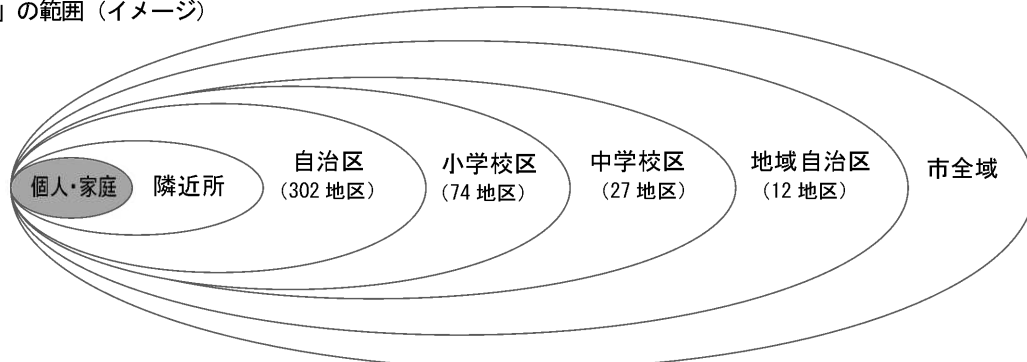 」の範囲（イメージ）
個人・家庭
隣近所
自治区
（302 地区）
小学校区
（74 地区）
中学校区
（27 地区）
地域自治区
（12 地区）
市全域